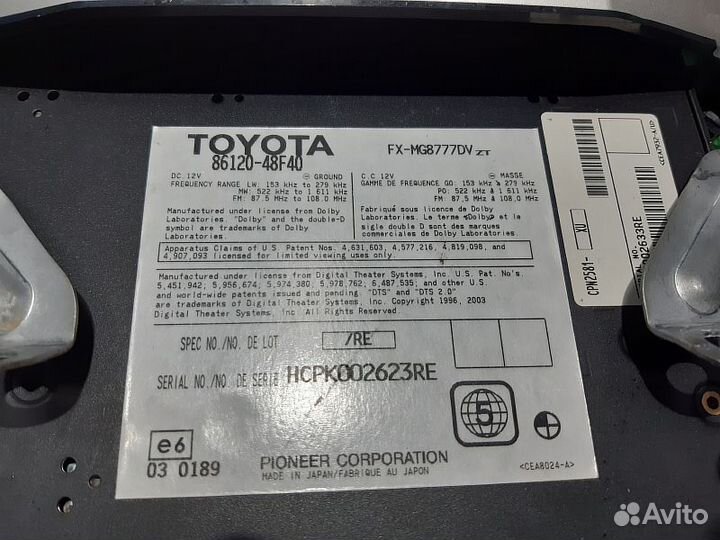 TOYOTA
86120-48F40
FX-MG8777DV ZT
DC 12V ⊖ GROUND
FREQUENCY RANGE LW: 153 kHz to 279 kHz
MW: 522 kHz to 1 611 kHz
FM: 87.5 MHz to 108.0 MHz
C.C 12V ⊖ MASSE
GAMME DE FREQUENCE GO: 153 kHz à 279 kHz
PO: 522 kHz à 1 611 kHz
FM: 87,5 MHz à 108,0 MHz
Manufactured under license from Dolby
Laboratories. "Dolby" and the double-D
symbol are trademarks of Dolby
Laboratories.
Fabriqué sous licence de Dolby
Laboratories. Le terme «Dolby» et le
sigle double D sont des marques
commerciales de Dolby Laboratories.
Apparatus Claims of U.S. Patent Nos. 4,631,603, 4,577,216, 4,819,098, and
4,907,093 licensed for limited viewing uses only.
Manufactured under license from Digital Theater Systems, Inc. U.S. Pat. No's.
5,451,942; 5,956,674; 5,974,380; 5,978,762; 6,487,535; and other U.S.
and world-wide patents issued and pending. "DTS" and "DTS 2.0"
are trademarks of Digital Theater Systems, Inc. Copyright 1996, 2003
Digital Theater Systems, Inc. All Rights Reserved.
SPEC NO./NO. DE LOT /RE
SERIAL NO./NO. DE SERIE HCPK002623RE
5
e6
03 0189
PIONEER CORPORATION
MADE IN JAPAN/FABRIQUE AU JAPON
<CEA8024-A>
CPN2581- XU
NO.
02633RE
Avito